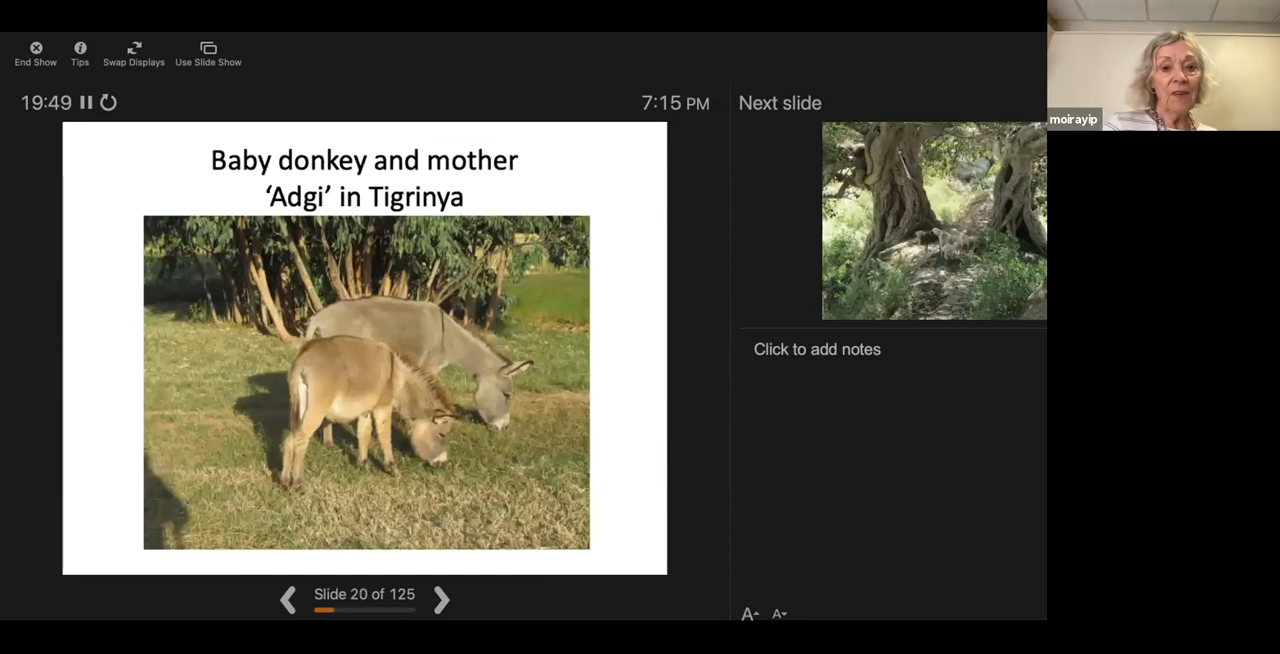 End Show
Tips
Swap Displays
Use Slide Show
19:49
7:15 PM
Next slide
moirayip
Baby donkey and mother
‘Adgi’ in Tigrinya
Click to add notes
Slide 20 of 125
A
A